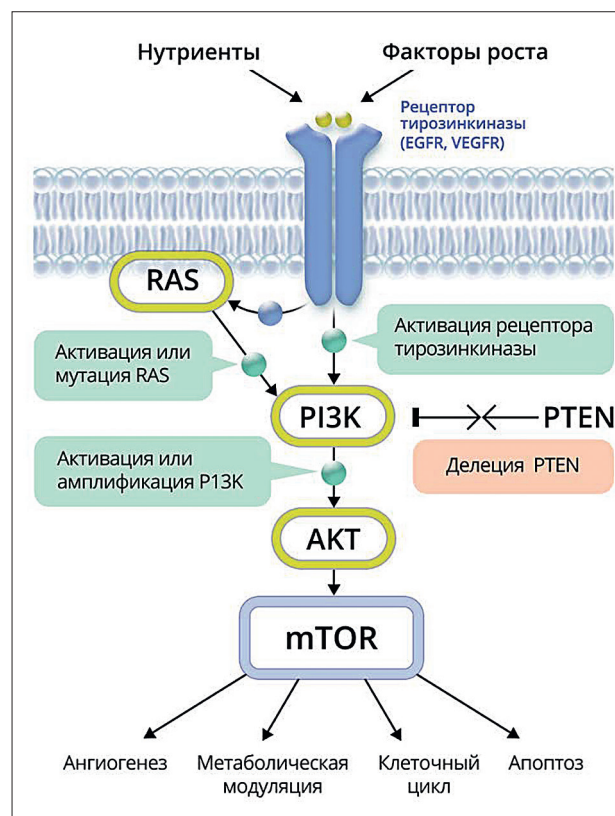 Нутриенты
Факторы роста
Рецептор
тирозинкиназы
(EGFR, VEGFR)
RAS
Активация или
мутация RAS
Активация рецептора
тирозинкиназы
PI3K
PTEN
Делеция PTEN
Активация или
амплификация P13K
AKT
mTOR
Ангиогенез
Метаболическая
модуляция
Клеточный
цикл
Апоптоз